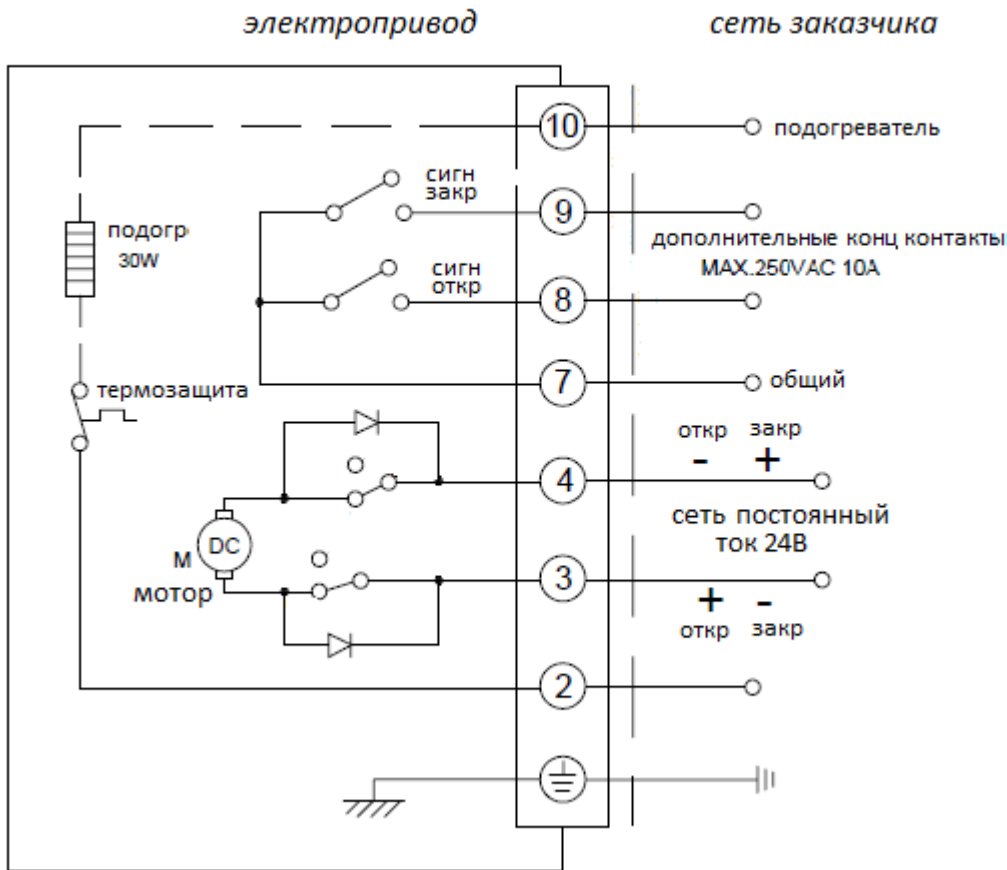 электропривод
сеть заказчика
10
подогреватель
сигн
закр
9
подогр
30W
дополнительные конц контакты
MAX.250VAC 10A
сигн
откр
8
термозащита
7
общий
откр закр
- +
4
сеть постоянный
ток 24В
DC
М
мотор
3
+ -
откр закр
2